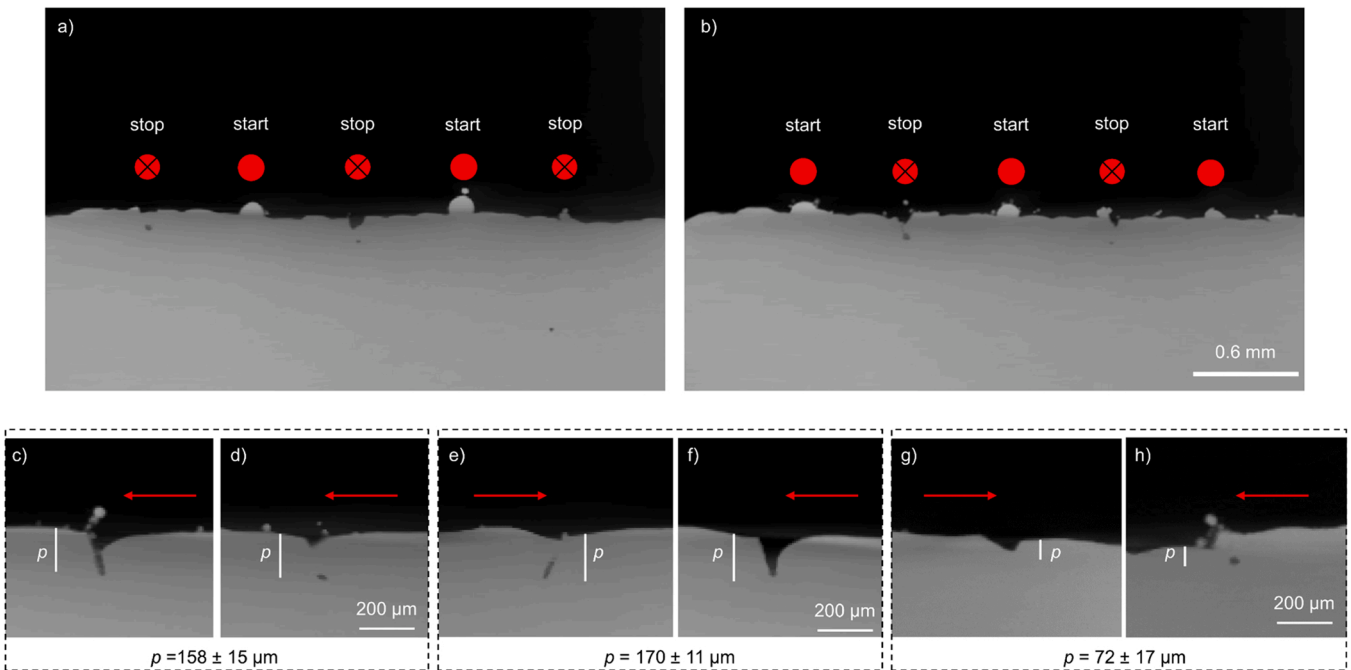 a)
stop start stop start stop
b)
start stop start stop start
0.6 mm
c)
p
d)
p
200 µm
p =158 ± 15 µm
e)
p
f)
p
200 µm
p = 170 ± 11 µm
g)
p
h)
p
200 µm
p = 72 ± 17 µm